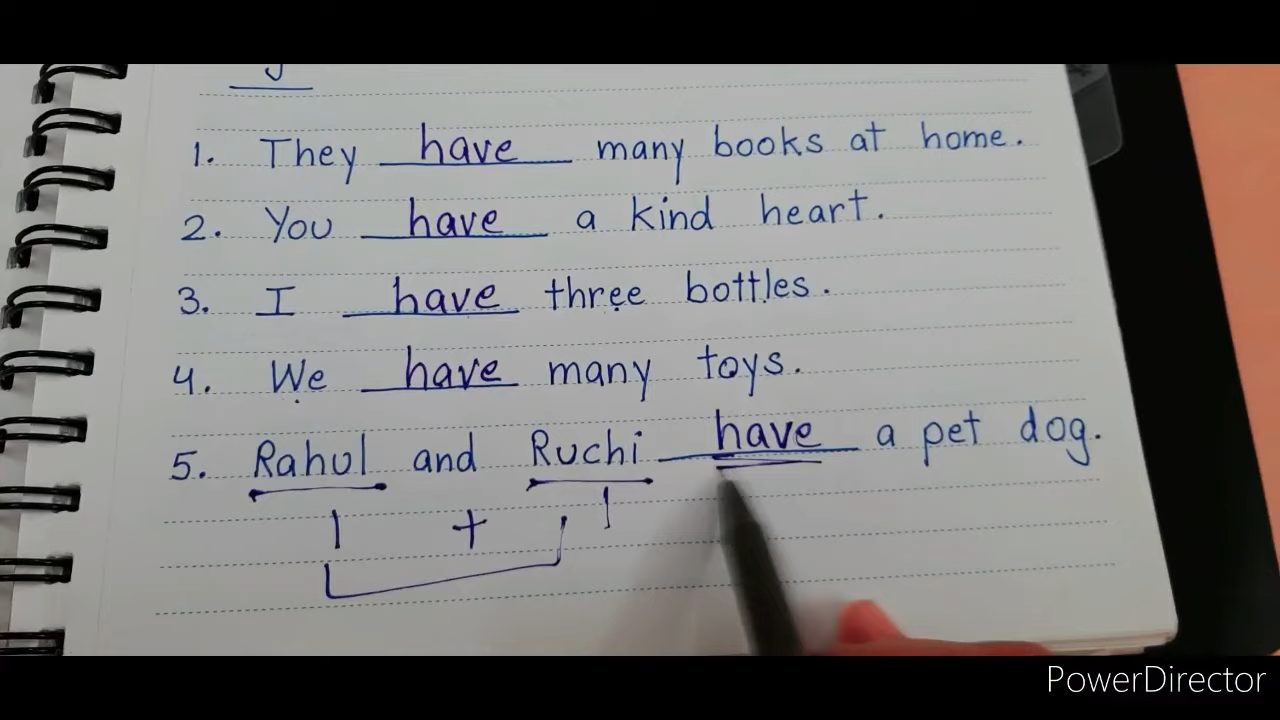 1. They have many books at home.
2. You have a kind heart.
3. I have three bottles.
4. We have many toys.
5. Rahul and Ruchi have a pet dog.
1 + 1
PowerDirector